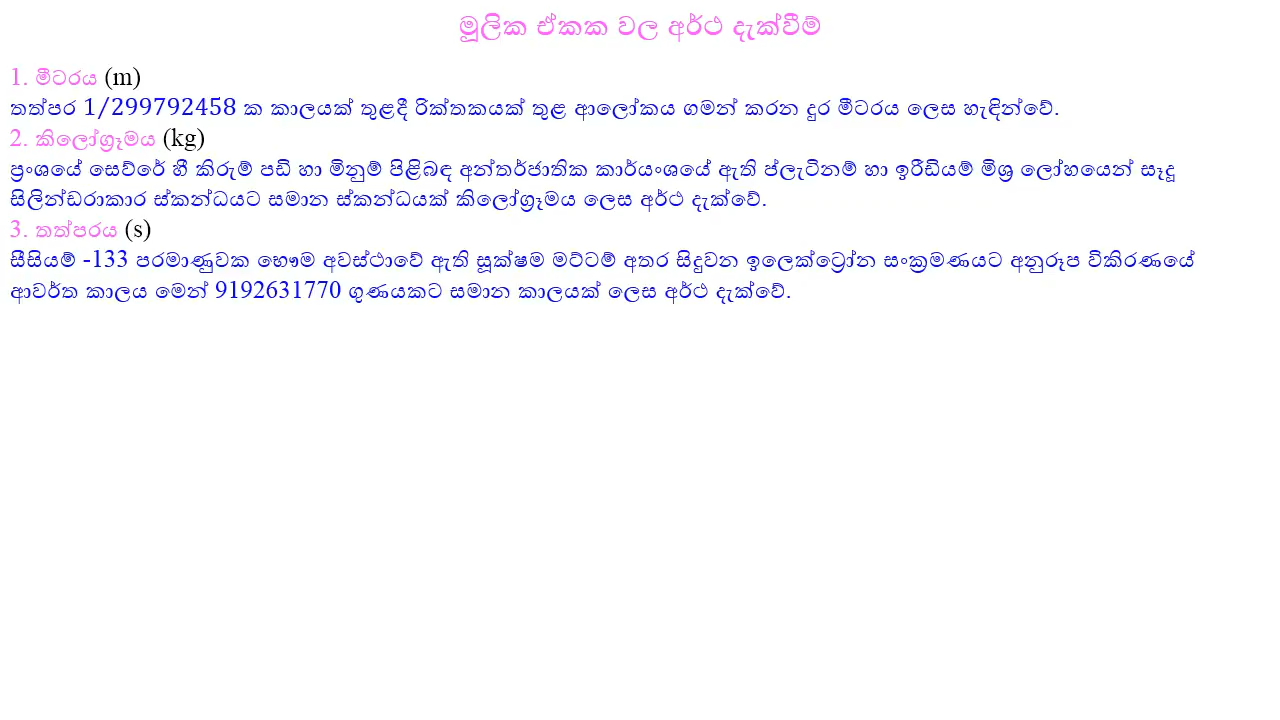 මූලික ඒකක වල අර්ථ දැක්වීම්
1. මීටරය (m)
තත්පර 1/299792458 ක කාලයක් තුළදී රික්තකයක් තුළ ආලෝකය ගමන් කරන දුර මීටරය ලෙස හැඳින්වේ.
2. කිලෝග්‍රෑමය (kg)
ප්‍රංශයේ සෙව්රේ හී කිරුම් පඩි හා මිනුම් පිළිබඳ අන්තර්ජාතික කාර්යංශයේ ඇති ප්ලැටිනම් හා ඉරීඩියම් මිශ්‍ර ලෝහයෙන් සෑදූ
සිලින්ඩරාකාර ස්කන්ධයට සමාන ස්කන්ධයක් කිලෝග්‍රෑමය ලෙස අර්ථ දැක්වේ.
3. තත්පරය (s)
සීසියම් -133 පරමාණුවක භෞම අවස්ථාවේ ඇති සූක්ෂම මට්ටම් අතර සිදුවන ඉලෙක්ට්‍රෝන සංක්‍රමණයට අනුරූප විකිරණයේ
ආවර්ත කාලය මෙන් 9192631770 ගුණයකට සමාන කාලයක් ලෙස අර්ථ දැක්වේ.